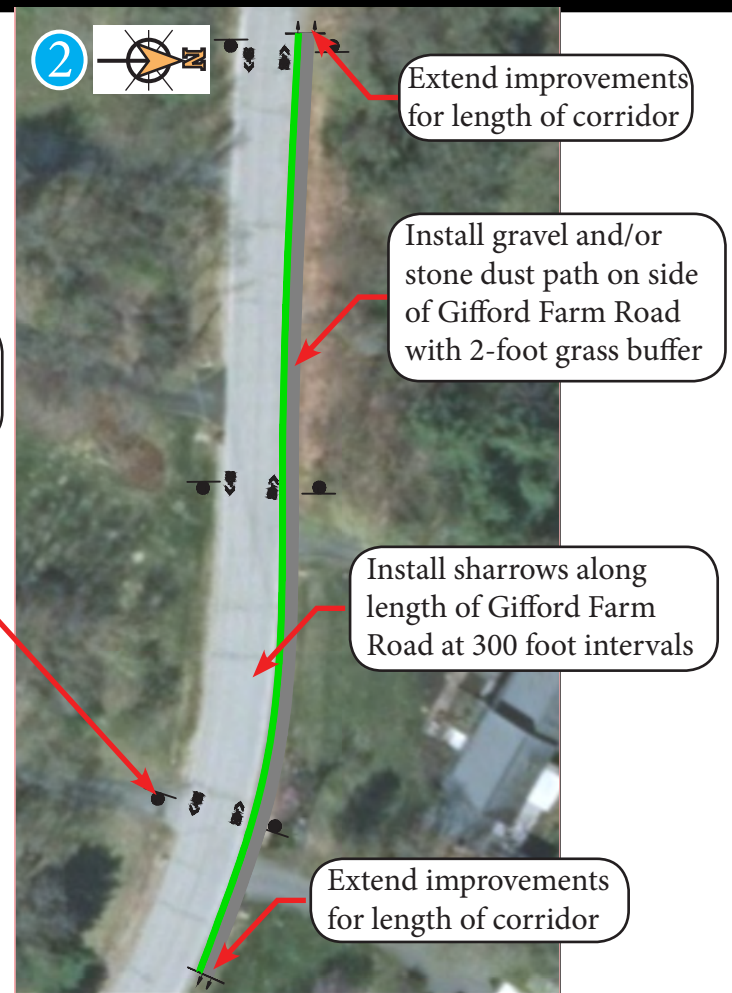 2
N
Extend improvements
for length of corridor
Install gravel and/or
stone dust path on side
of Gifford Farm Road
with 2-foot grass buffer
Install sharrows along
length of Gifford Farm
Road at 300 foot intervals
Extend improvements
for length of corridor